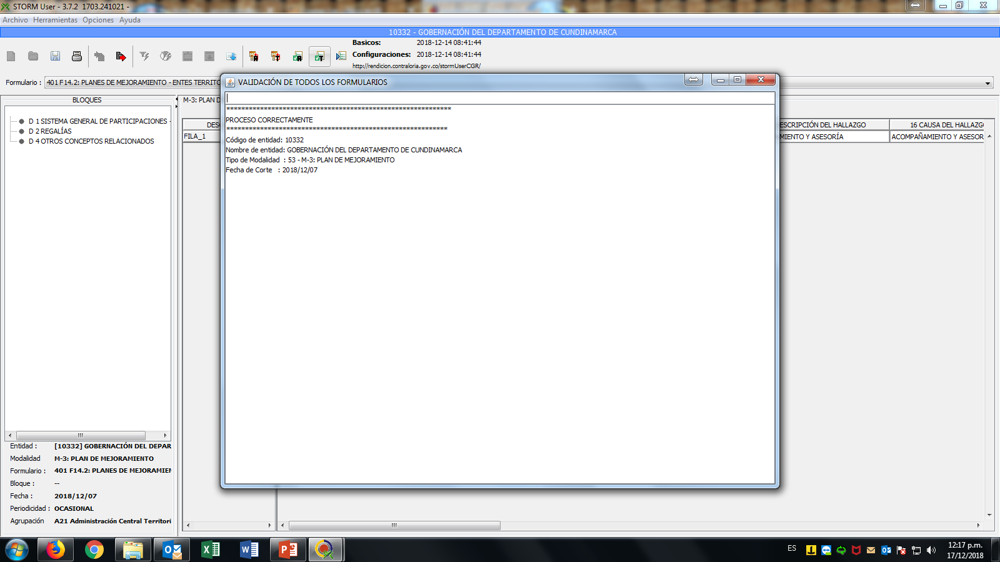 STORM User - 3.7.2  1703.241021 -
Archivo Herramientas Opciones Ayuda
10332 - GOBERNACIÓN DEL DEPARTAMENTO DE CUNDINAMARCA
Basicos: 2018-12-14 08:41:44
Configuraciones: 2018-12-14 08:41:44
http://rendicion.contraloria.gov.co/stormUserCGR/
Formulario : 401 F14.2: PLANES DE MEJORAMIENTO - ENTES TERRITO
VALIDACIÓN DE TODOS LOS FORMULARIOS
BLOQUES
M-3: PLAN D
D 1 SISTEMA GENERAL DE PARTICIPACIONES -
D 2 REGALÍAS
D 4 OTROS CONCEPTOS RELACIONADOS
DESC
FILA_1
ESCRIPCIÓN DEL HALLAZGO
16 CAUSA DEL HALLAZGO
MIENTO Y ASESORÍA
ACOMPAÑAMIENTO Y ASESOR
************************************************************
PROCESO CORRECTAMENTE
***********************************************************
Código de entidad: 10332
Nombre de entidad: GOBERNACIÓN DEL DEPARTAMENTO DE CUNDINAMARCA
Tipo de Modalidad : 53 - M-3: PLAN DE MEJORAMIENTO
Fecha de Corte : 2018/12/07
Entidad : [10332] GOBERNACIÓN DEL DEPAR
Modalidad M-3: PLAN DE MEJORAMIENTO
Formulario : 401 F14.2: PLANES DE MEJORAMIEN
Bloque : --
Fecha : 2018/12/07
Periodicidad : OCASIONAL
Agrupación A21 Administración Central Territori
ES
12:17 p.m.
17/12/2018